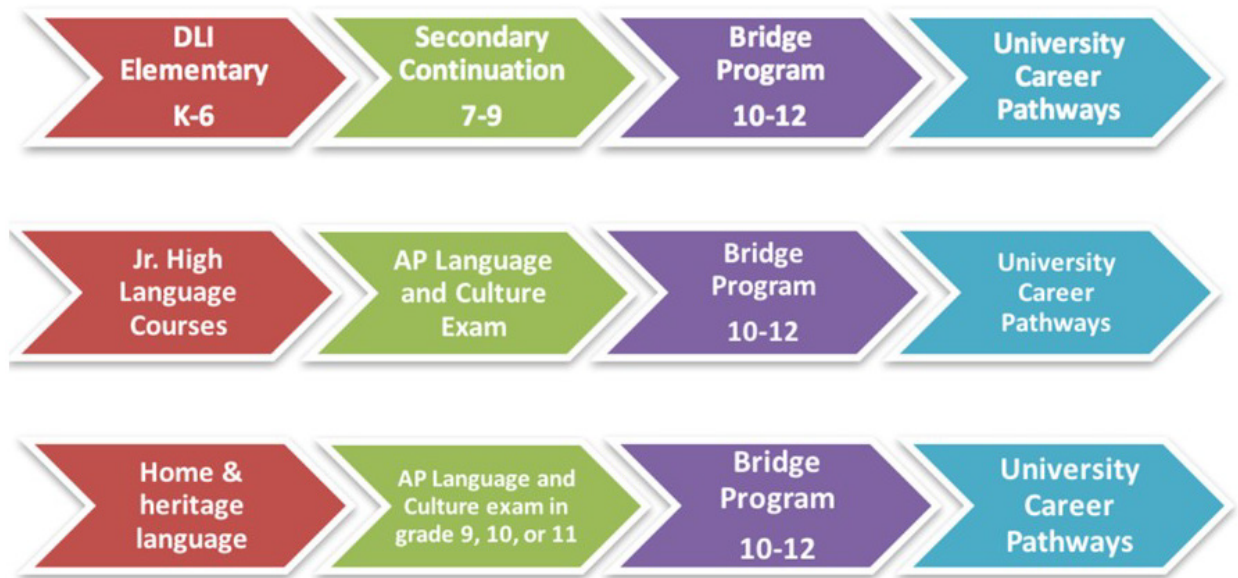 DLI
Elementary
K-6
Secondary
Continuation
7-9
Bridge
Program
10-12
University
Career
Pathways
Jr. High
Language
Courses
AP Language
and Culture
Exam
Bridge
Program
10-12
University
Career
Pathways
Home &
heritage
language
AP Language and
Culture exam in
grade 9, 10, or 11
Bridge
Program
10-12
University
Career
Pathways